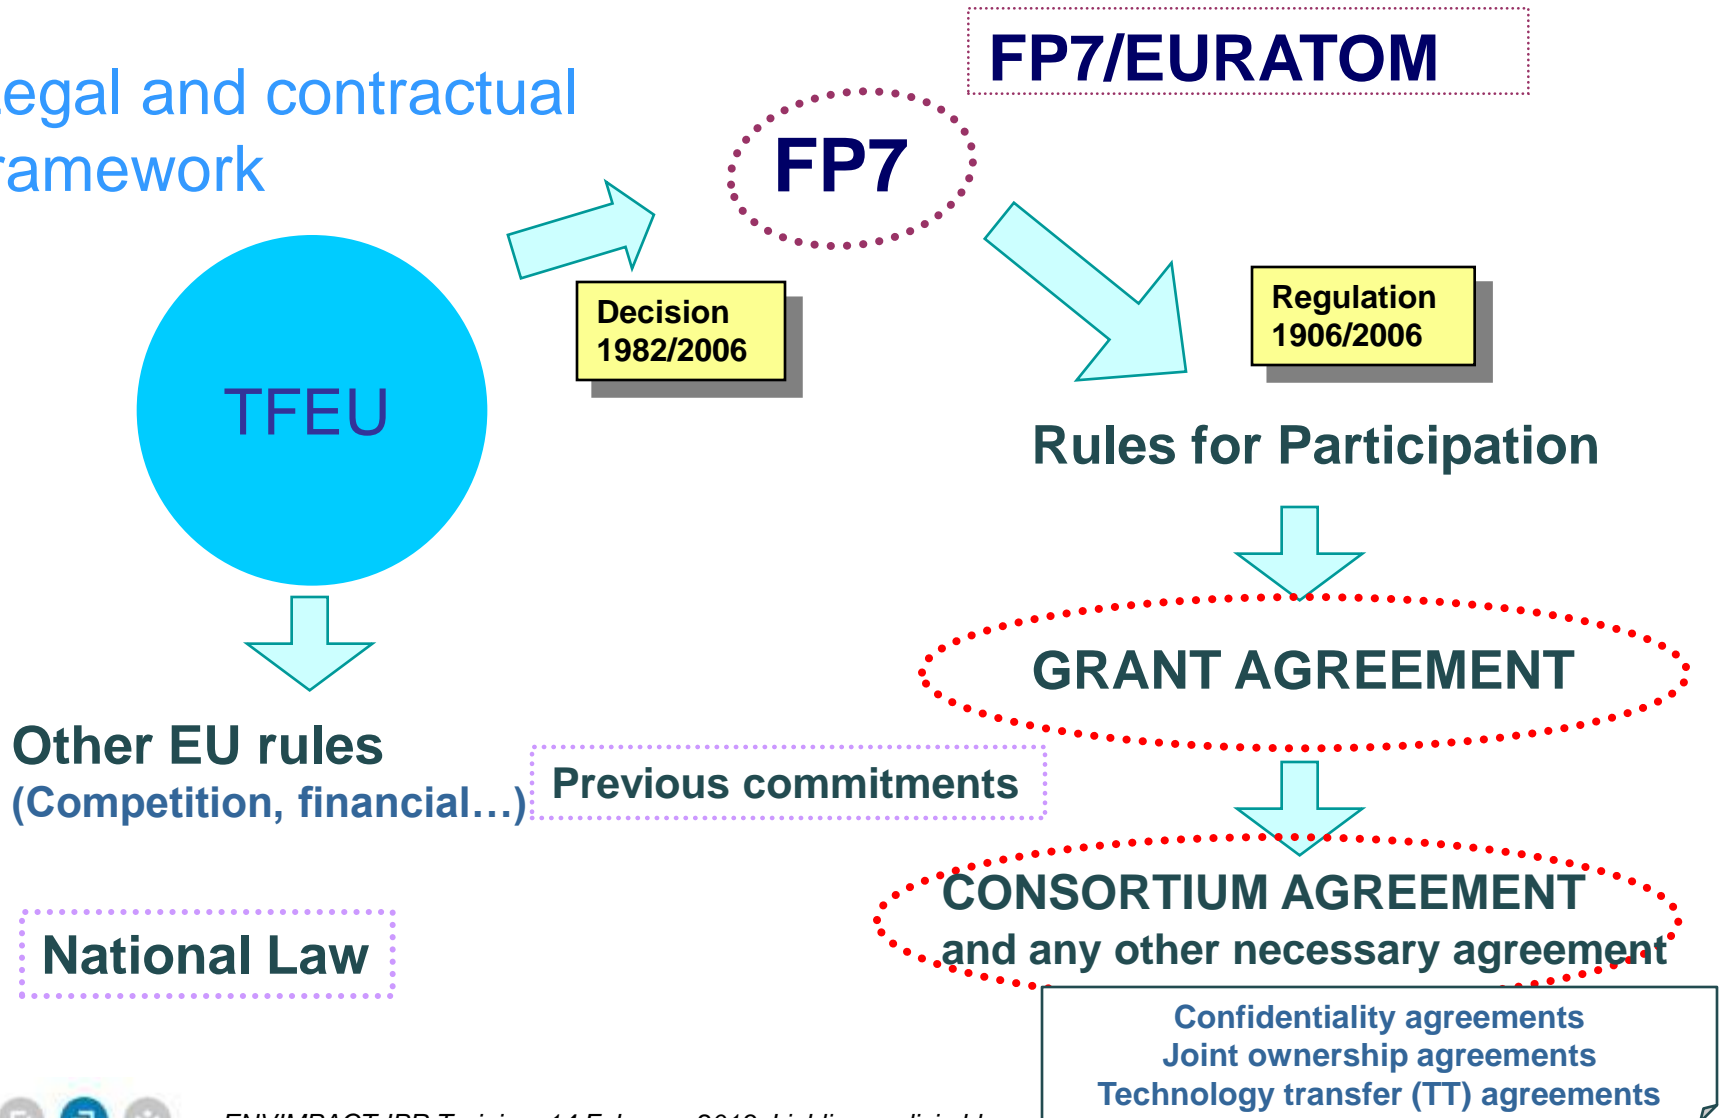 FP7/EURATOM
egal and contractual
ramework
FP7
Decision
1982/2006
Regulation
1906/2006
TFEU
Rules for Participation
GRANT AGREEMENT
Other EU rules
(Competition, financial…)
Previous commitments
CONSORTIUM AGREEMENT
and any other necessary agreement
National Law
Confidentiality agreements
Joint ownership agreements
Technology transfer (TT) agreements